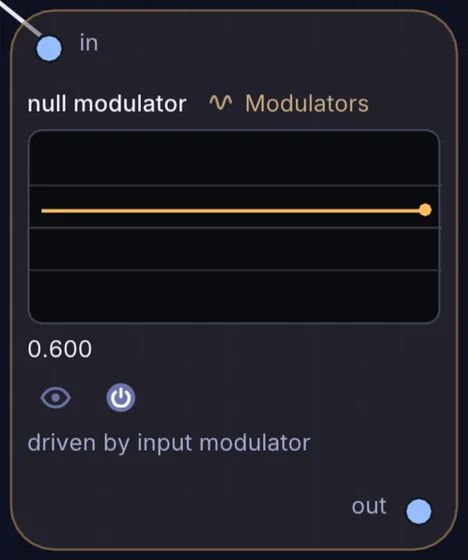 in
null modulator Modulators
0.600
driven by input modulator
out